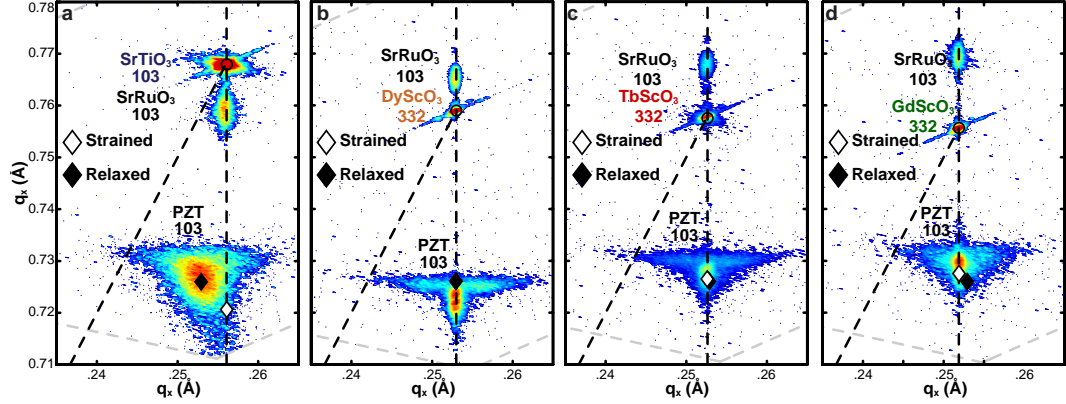 a
b
c
d
0.78
0.77
0.76
0.75
0.74
0.73
0.72
0.71
qₓ (Å)
SrTiO₃
103
SrRuO₃
103
Strained
Relaxed
PZT
103
.24
.25
.26
qₓ (Å)
SrRuO₃
103
DyScO₃
332
Strained
Relaxed
PZT
103
.24
.25
.26
qₓ (Å)
SrRuO₃
103
TbScO₃
332
Strained
Relaxed
PZT
103
.24
.25
.26
qₓ (Å)
SrRuO₃
103
GdScO₃
332
Strained
Relaxed
PZT
103
.24
.25
.26
qₓ (Å)